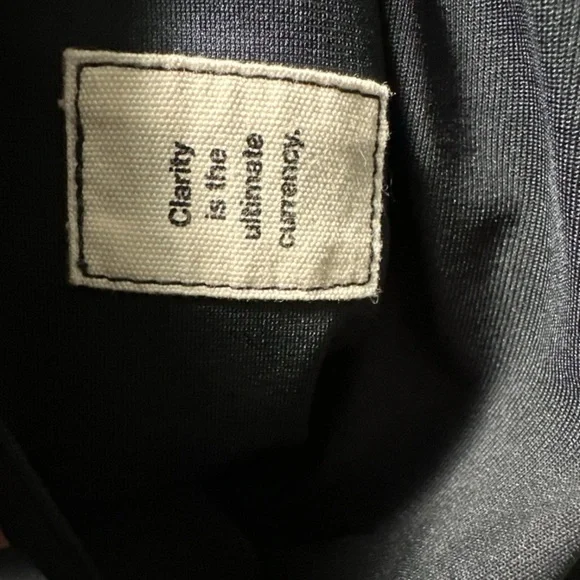 Clarity
is the
ultimate
currency.